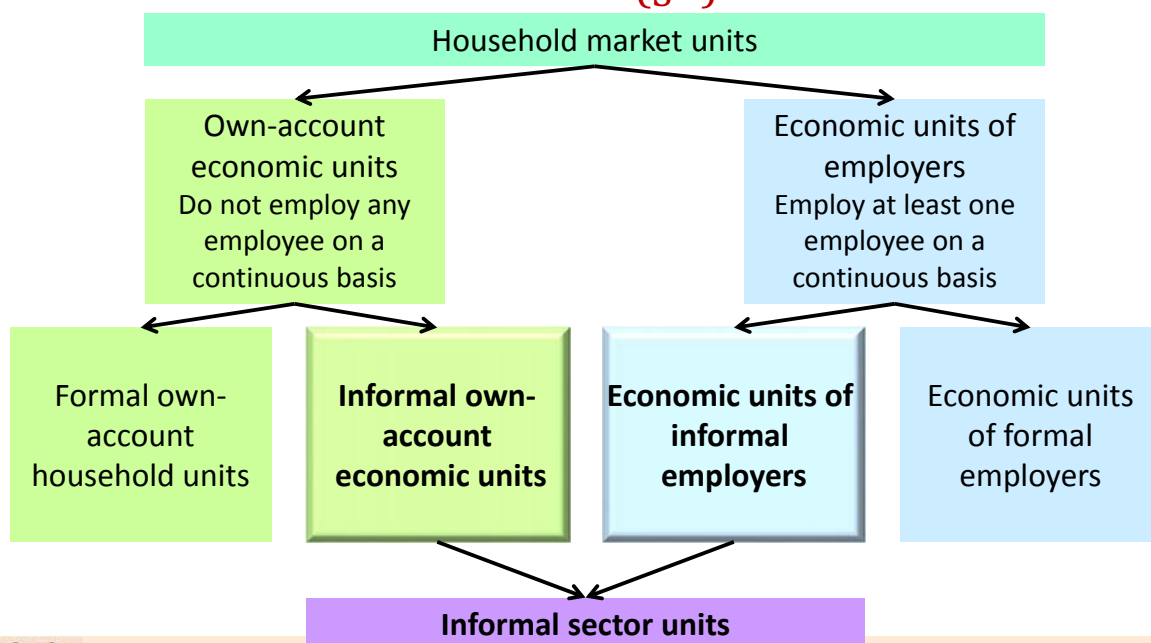 Household market units
Own-account
economic units
Do not employ any
employee on a
continuous basis
Economic units of
employers
Employ at least one
employee on a
continuous basis
Formal own-
account
household units
Informal own-
account
economic units
Economic units of
informal
employers
Economic units
of formal
employers
Informal sector units